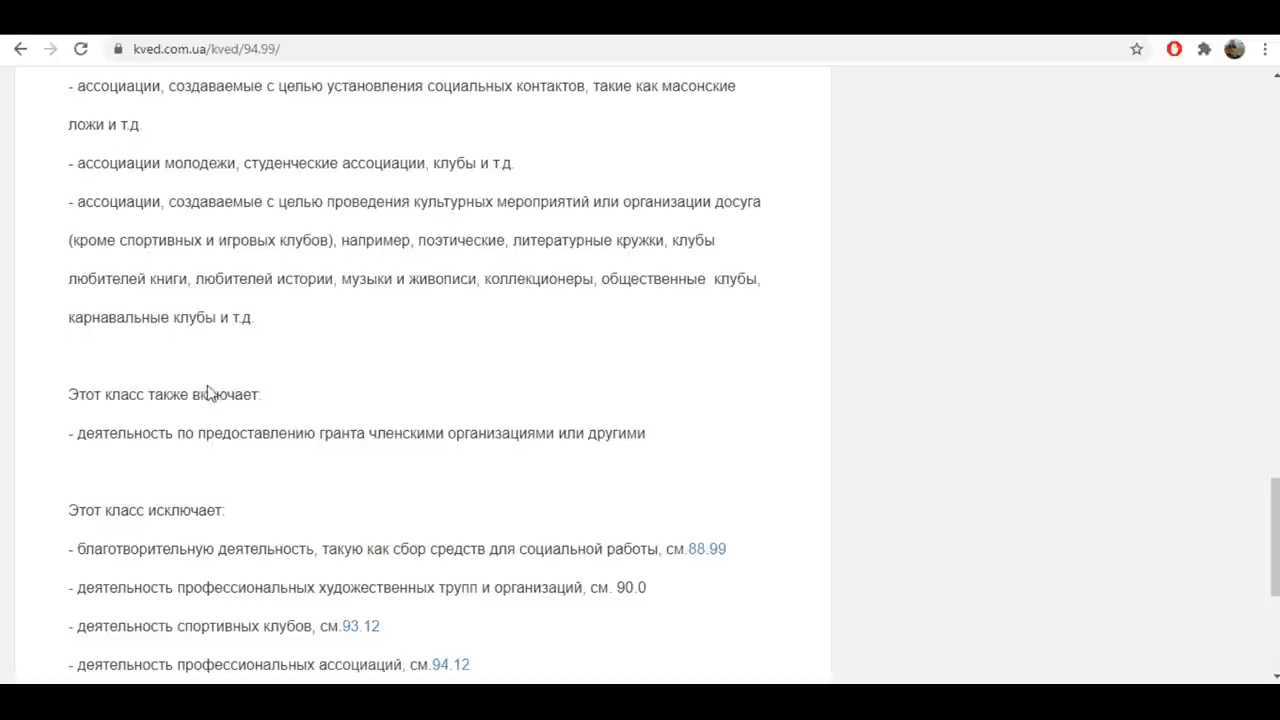 kved.com.ua/kved/94.99/
- ассоциации, создаваемые с целью установления социальных контактов, такие как масонские
ложи и т.д.
- ассоциации молодежи, студенческие ассоциации, клубы и т.д.
- ассоциации, создаваемые с целью проведения культурных мероприятий или организации досуга
(кроме спортивных и игровых клубов), например, поэтические, литературные кружки, клубы
любителей книги, любителей истории, музыки и живописи, коллекционеры, общественные клубы,
карнавальные клубы и т.д.
Этот класс также включает:
- деятельность по предоставлению гранта членскими организациями или другими
Этот класс исключает:
- благотворительную деятельность, такую как сбор средств для социальной работы, см.88.99
- деятельность профессиональных художественных трупп и организаций, см. 90.0
- деятельность спортивных клубов, см.93.12
- деятельность профессиональных ассоциаций, см.94.12